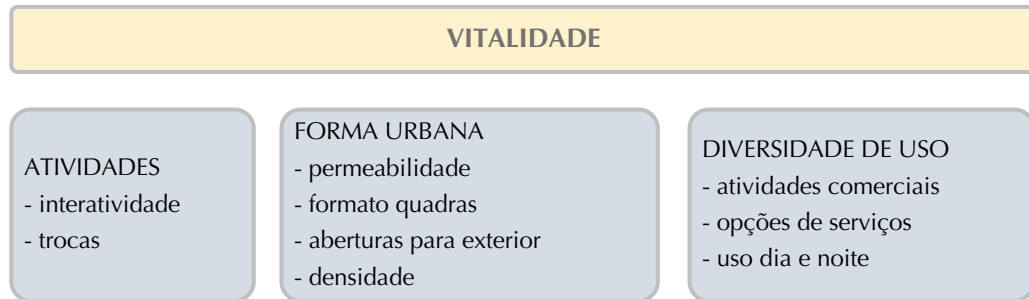 VITALIDADE
ATIVIDADES
- interatividade
- trocas
FORMA URBANA
- permeabilidade
- formato quadras
- aberturas para exterior
- densidade
DIVERSIDADE DE USO
- atividades comerciais
- opções de serviços
- uso dia e noite